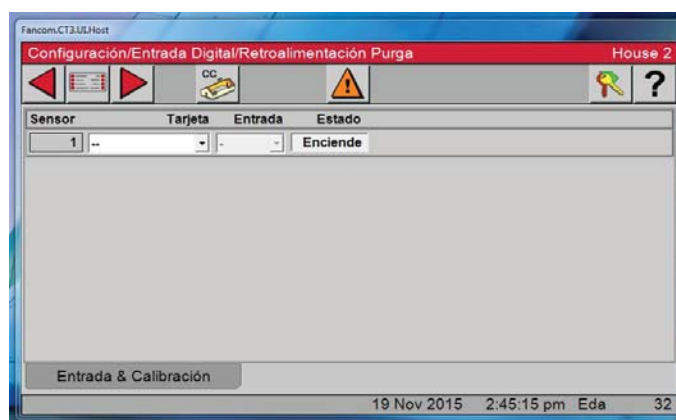 Fancom.CT3.UI.Host
Configuración/Entrada Digital/Retroalimentación Purga House 2
CC ?
Sensor Tarjeta Entrada Estado
1 -- - Enciende
Entrada & Calibración
19 Nov 2015 2:45:15 pm Eda 32